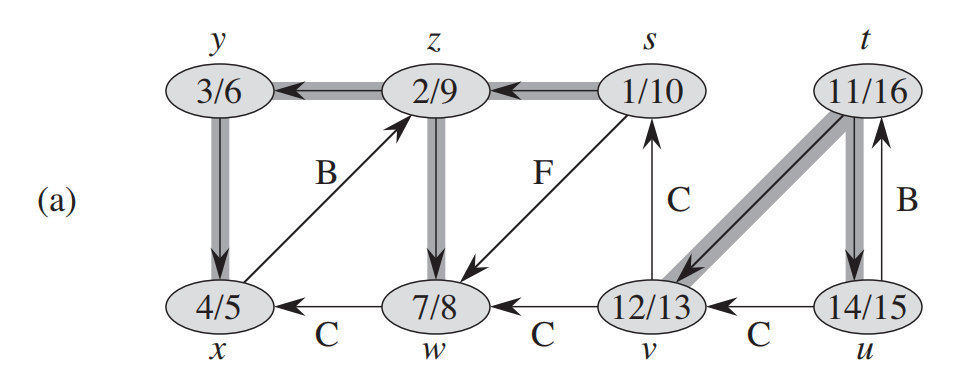 y z s t
3/6 2/9 1/10 11/16
B F
(a) C B
4/5 7/8 12/13 14/15
C C C
x w v u